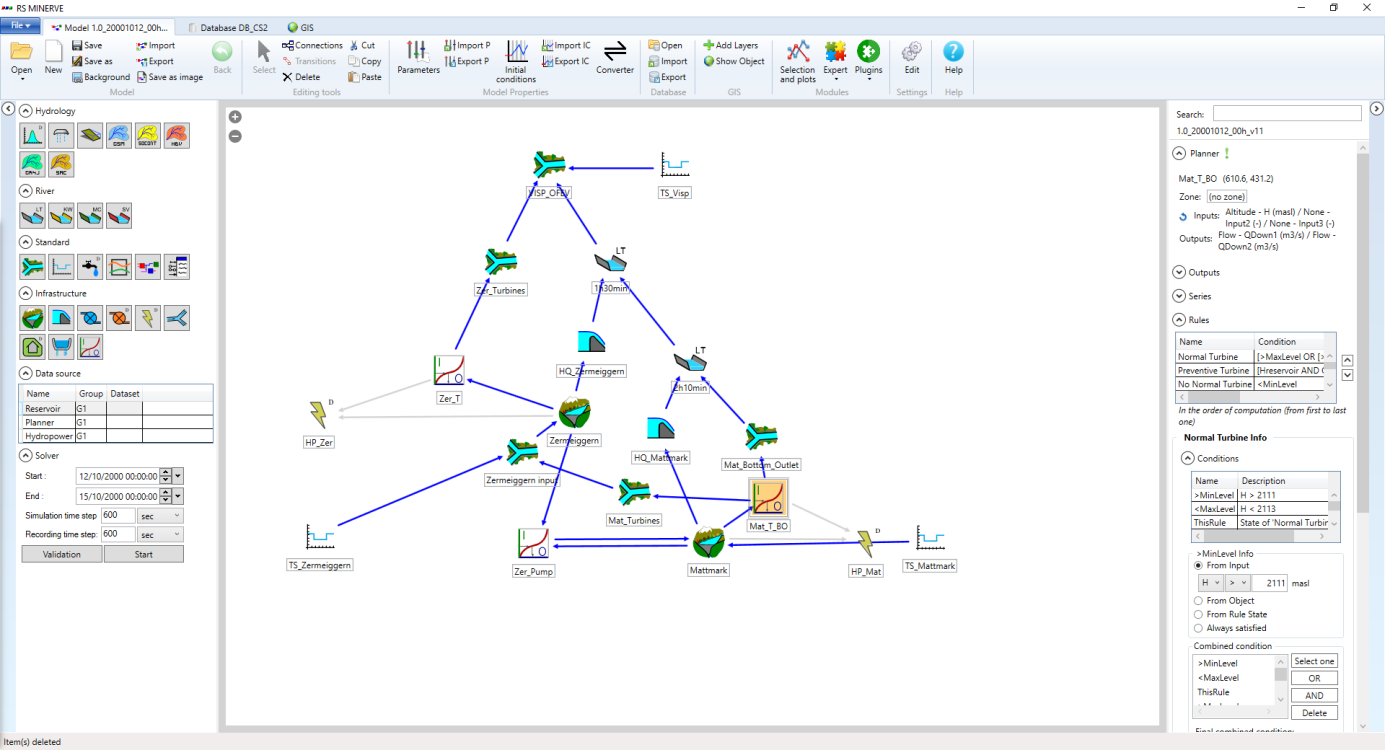 RS MINERVE
File
Model 1.0_20001012_00h...
Database DB_CS2
GIS
Open
New
Save
Save as
Background
Import
Export
Save as image
Model
Back
Select
Connections
Transitions
Delete
Cut
Copy
Paste
Editing tools
Parameters
Import P
Export P
Initial conditions
Import IC
Export IC
Converter
Model Properties
Open
Import
Export
Database
Add Layers
Show Object
GIS
Selection and plots
Expert
Plugins
Modules
Edit
Settings
Help
Help
Hydrology
GSM
SOCONT
HBV
GR4J
SAC
River
LT
KW
MC
SV
Standard
Infrastructure
Data source
Name Group Dataset
Reservoir G1
Planner G1
Hydropower G1
Solver
Start : 12/10/2000 00:00:00
End : 15/10/2000 00:00:00
Simulation time step 600 sec
Recording time step: 600 sec
Validation Start
VISP_OFEV
TS_Visp
Zer_Turbines
LT
1h30min
HQ_Zermeiggern
LT
2h10min
I
O
Zer_T
D
HP_Zer
Zermeiggern
HQ_Mattmark
Mat_Bottom_Outlet
Zermeiggern input
Mat_Turbines
I
O
Mat_T_BO
TS_Zermeiggern
I
O
Zer_Pump
Mattmark
D
HP_Mat
TS_Mattmark
Search:
1.0_20001012_00h_v11
Planner !
Mat_T_BO (610.6, 431.2)
Zone: (no zone)
Inputs: Altitude - H (masl) / None -
Input2 (-) / None - Input3 (-)
Outputs: Flow - QDown1 (m3/s) / Flow -
QDown2 (m3/s)
Outputs
Series
Rules
Name Condition
Normal Turbine [>MaxLevel OR [>
Preventive Turbine [Hreservoir AND
No Normal Turbine <MinLevel
In the order of computation (from first to last
one)
Normal Turbine Info
Conditions
Name Description
>MinLevel H > 2111
<MaxLevel H < 2113
ThisRule State of 'Normal Turbir
>MinLevel Info
From Input
H > 2111 masl
From Object
From Rule State
Always satisfied
Combined condition
>MinLevel
<MaxLevel
ThisRule
Select one
OR
AND
Delete
Final combined condition:
Item(s) deleted